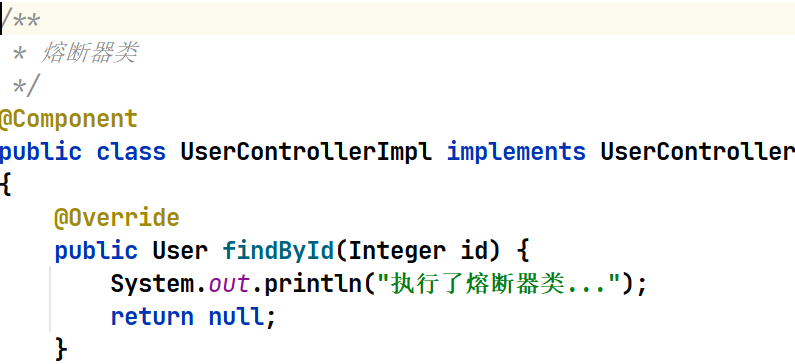 /**
 * 熔断器类
 */
@Component
public class UserControllerImpl implements UserController
{
    @Override
    public User findById(Integer id) {
        System.out.println("执行了熔断器类...");
        return null;
    }